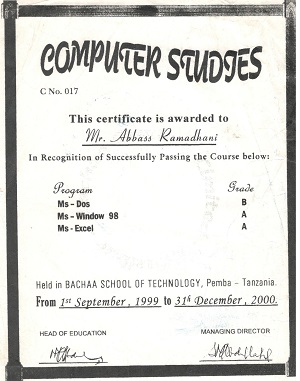 COMPUTER STUDIES
C No. 017
This certificate is awarded to
Mr. Abbass Ramadhani
In Recognition of Successfully Passing the Course below:
Program Grade
Ms - Dos B
Ms - Window 98 A
Ms - Excel A
Held in BACHAA SCHOOL OF TECHNOLOGY, Pemba - Tanzania.
From 1st September, 1999 to 31th December, 2000.
HEAD OF EDUCATION MANAGING DIRECTOR